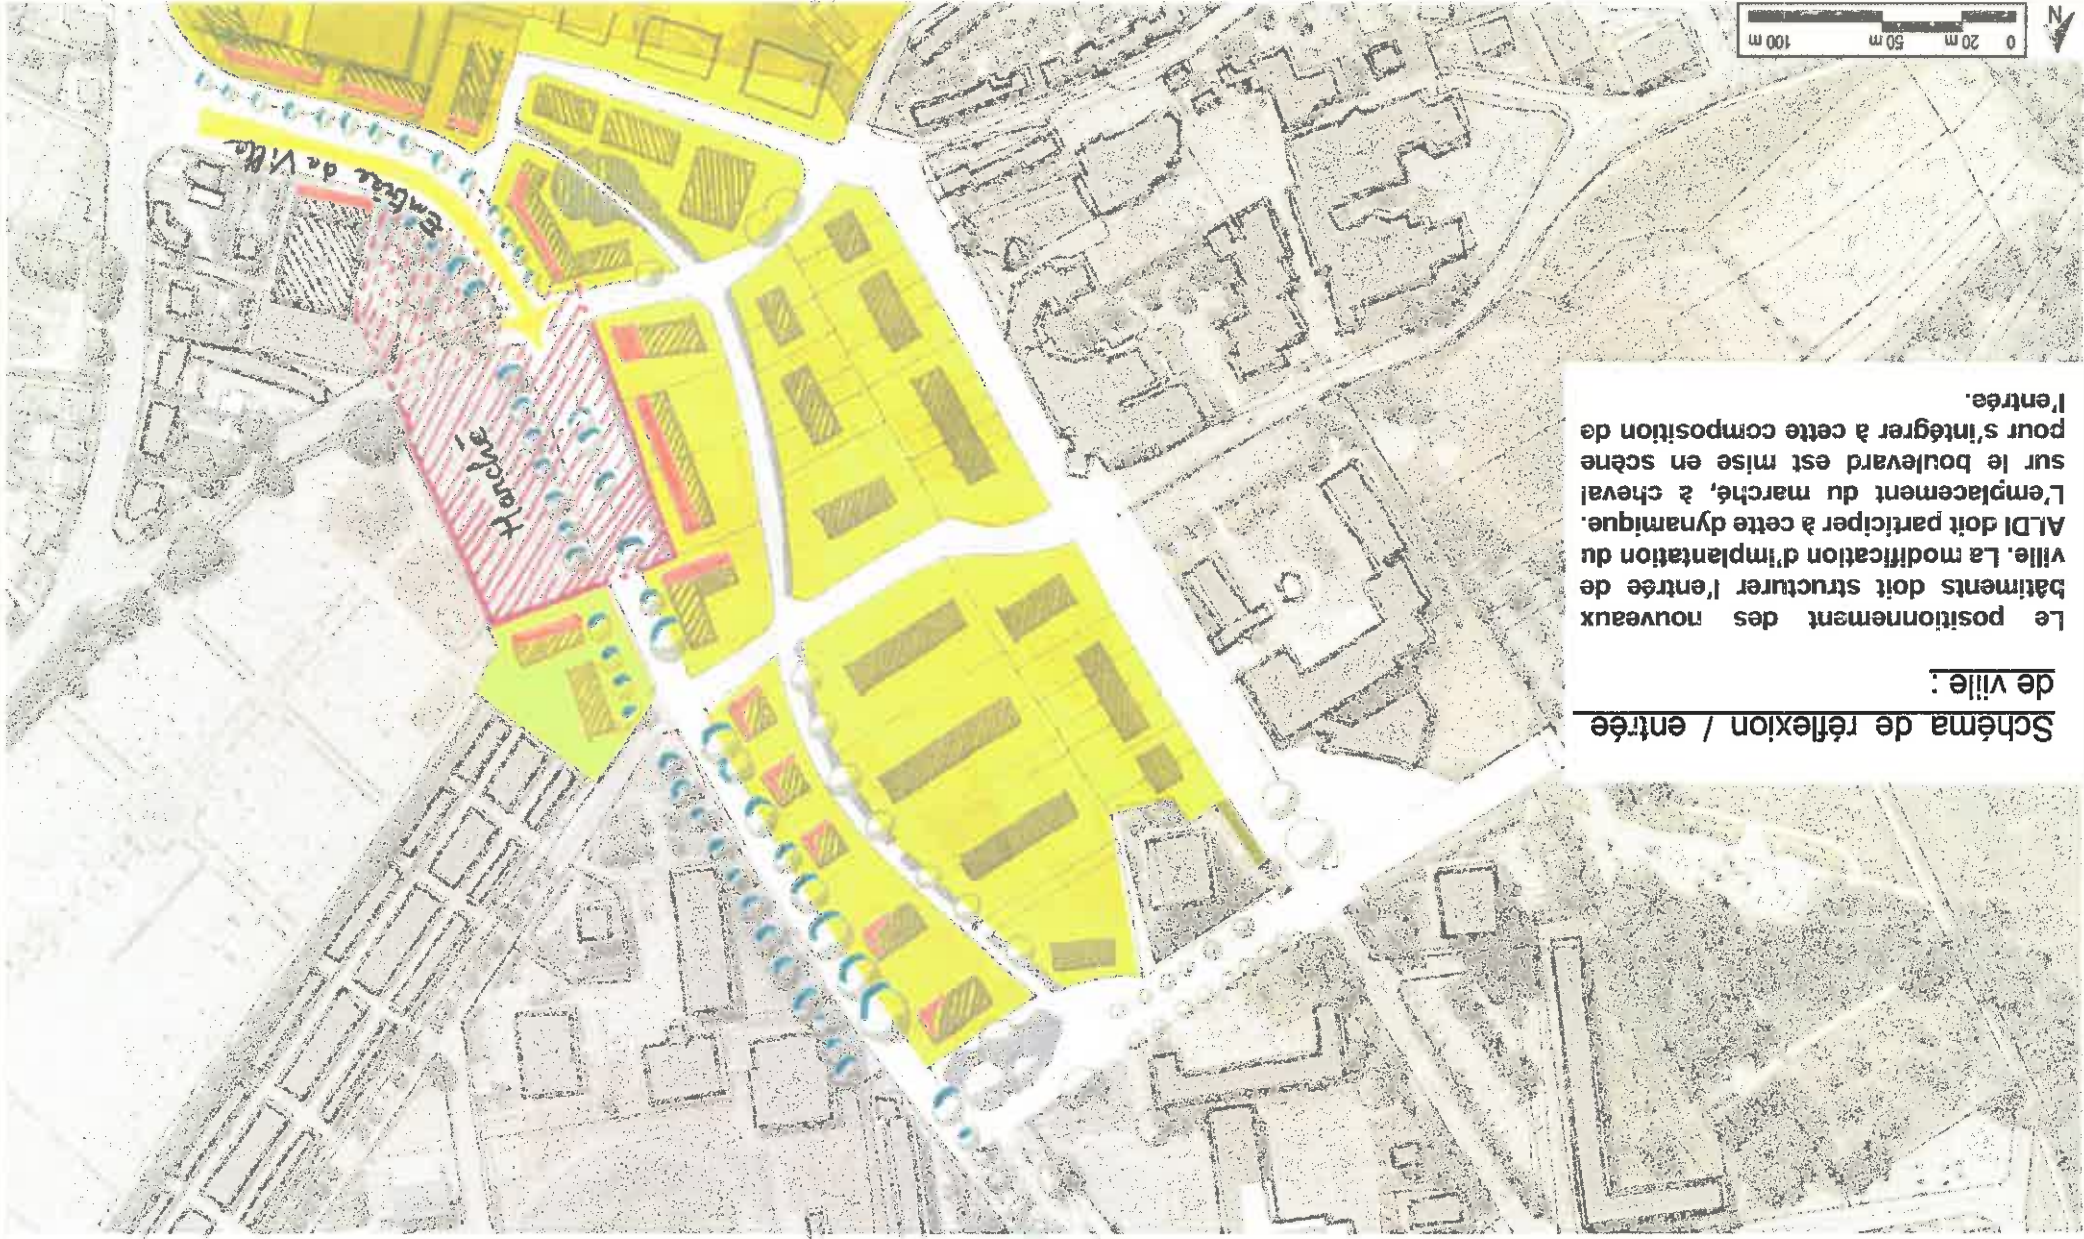 Schéma de réflexion / entrée
de ville :
Le positionnement des nouveaux
bâtiments doit structurer l'entrée de
ville. La modification d'implantation du
ALDI doit participer à cette dynamique.
L'emplacement du marché, à cheval
sur le boulevard est mise en scène
pour s'intégrer à cette composition de
l'entrée.
Marché
Entrée de Ville
0 20 m 50 m 100 m
N